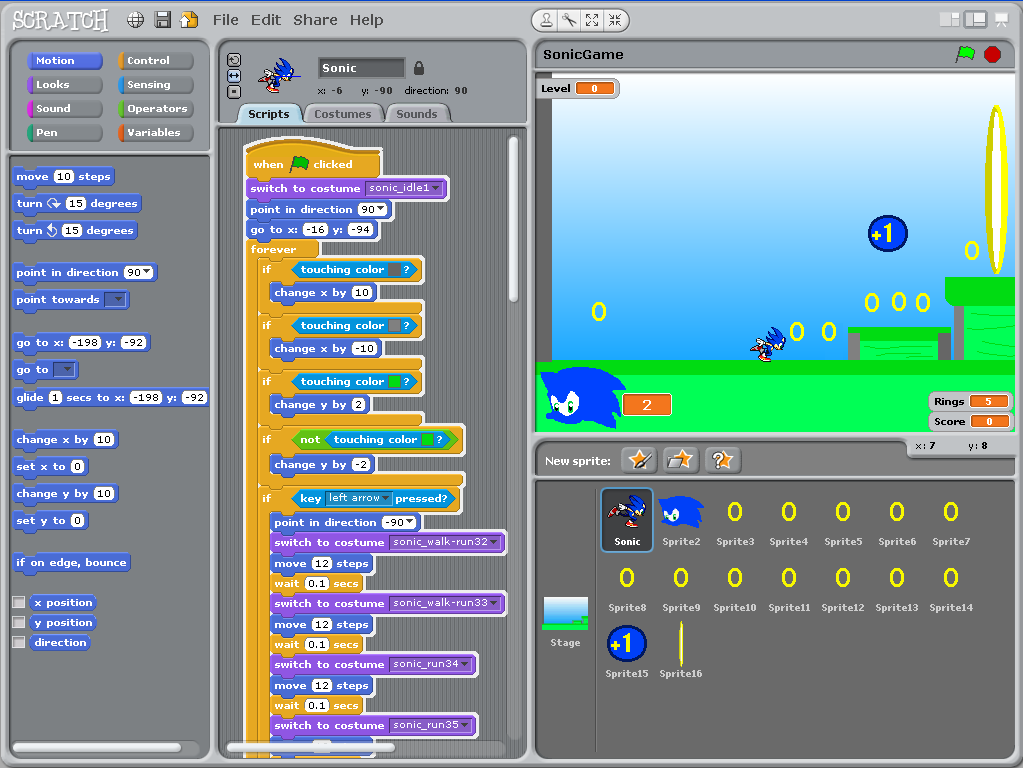 SCRATCH File Edit Share Help
Motion Control
Looks Sensing
Sound Operators
Pen Variables
move 10 steps
turn 15 degrees
turn 15 degrees
point in direction 90
point towards
go to x: -198 y: -92
go to
glide 1 secs to x: -198 y: -92
change x by 10
set x to 0
change y by 10
set y to 0
if on edge, bounce
x position
y position
direction
Sonic
x: -6 y: -90 direction: 90
Scripts Costumes Sounds
when clicked
switch to costume sonic_idle1
point in direction 90
go to x: -16 y: -94
forever
if touching color ?
change x by 10
if touching color ?
change x by -10
if touching color ?
change y by 2
if not touching color ?
change y by -2
if key left arrow pressed?
point in direction -90
switch to costume sonic_walk-run32
move 12 steps
wait 0.1 secs
switch to costume sonic_walk-run33
move 12 steps
wait 0.1 secs
switch to costume sonic_run34
move 12 steps
wait 0.1 secs
switch to costume sonic_run35
SonicGame
Level 0
+1
2
Rings 5
Score 0
x: 7 y: 8
New sprite:
Sonic Sprite2 Sprite3 Sprite4 Sprite5 Sprite6 Sprite7
Sprite8 Sprite9 Sprite10 Sprite11 Sprite12 Sprite13 Sprite14
Stage
+1
Sprite15 Sprite16